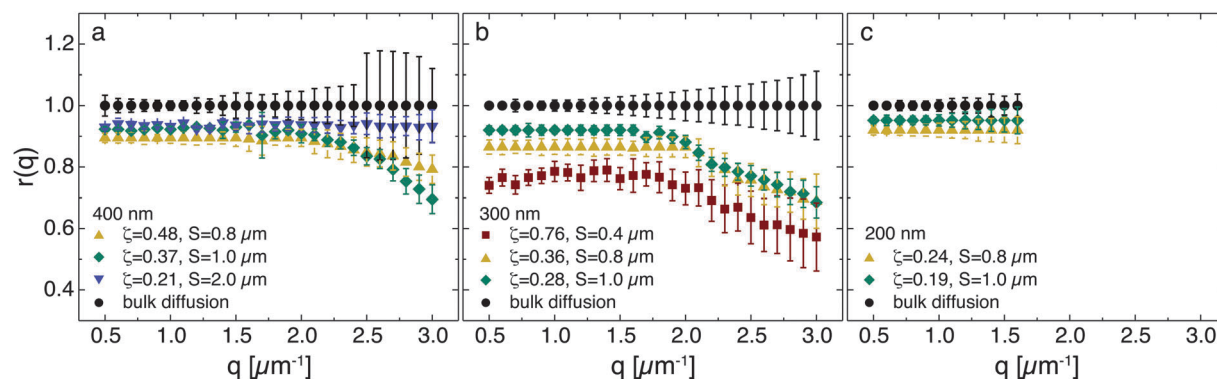 a
b
c
r(q)
1.2
1.0
0.8
0.6
0.4
400 nm
ζ=0.48, S=0.8 µm
ζ=0.37, S=1.0 µm
ζ=0.21, S=2.0 µm
bulk diffusion
300 nm
ζ=0.76, S=0.4 µm
ζ=0.36, S=0.8 µm
ζ=0.28, S=1.0 µm
bulk diffusion
200 nm
ζ=0.24, S=0.8 µm
ζ=0.19, S=1.0 µm
bulk diffusion
0.5 1.0 1.5 2.0 2.5 3.0
0.5 1.0 1.5 2.0 2.5 3.0
0.5 1.0 1.5 2.0 2.5 3.0
q [µm⁻¹]
q [µm⁻¹]
q [µm⁻¹]